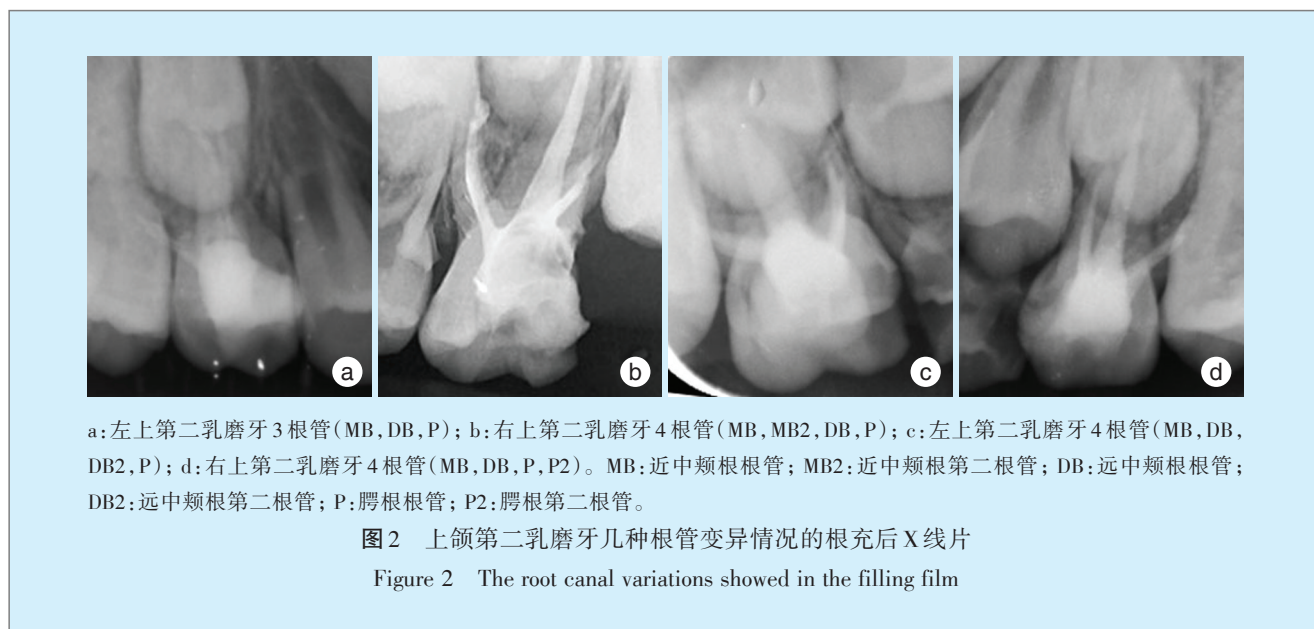 a b c d
a:左上第二乳磨牙3根管(MB,DB,P);b:右上第二乳磨牙4根管(MB,MB2,DB,P);c:左上第二乳磨牙4根管(MB,DB,
DB2,P);d:右上第二乳磨牙4根管(MB,DB,P,P2)。MB:近中颊根根管;MB2:近中颊根第二根管;DB:远中颊根根管;
DB2:远中颊根第二根管;P:腭根根管;P2:腭根第二根管。
图2 上颌第二乳磨牙几种根管变异情况的根充后X线片
Figure 2 The root canal variations showed in the filling film